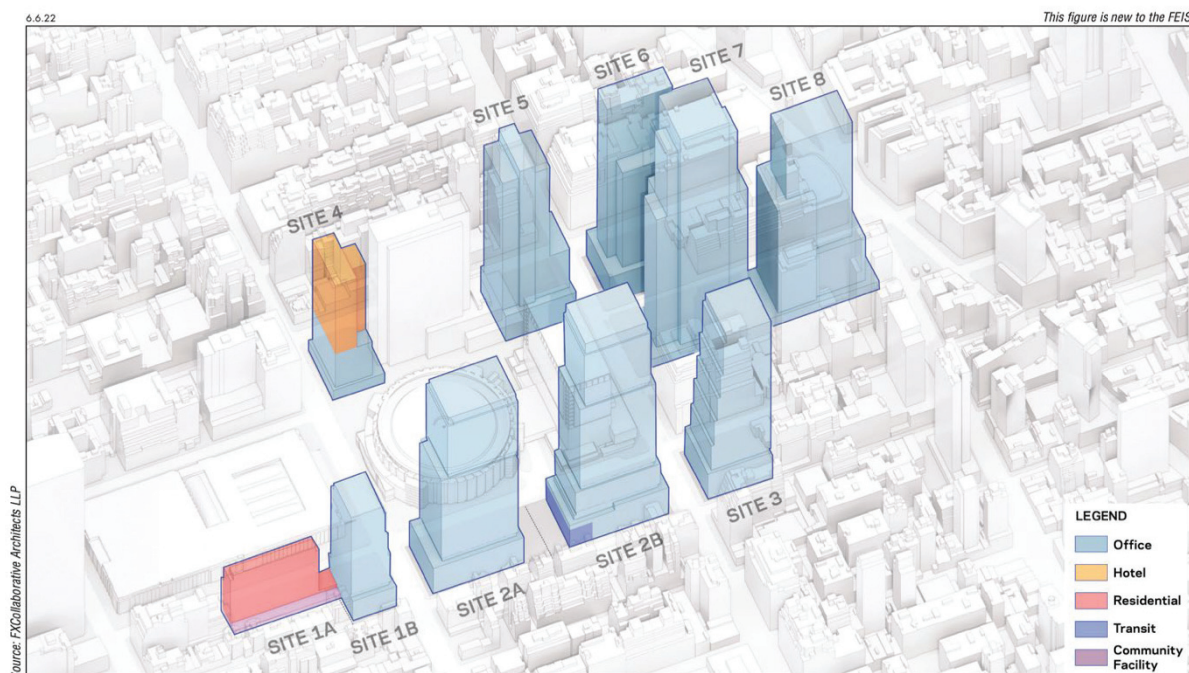 6.6.22
This figure is new to the FEIS
SITE 6
SITE 7
SITE 8
SITE 5
SITE 4
SITE 3
SITE 2B
SITE 2A
SITE 1A
SITE 1B
Source: FXCollaborative Architects LLP
LEGEND
Office
Hotel
Residential
Transit
Community
Facility